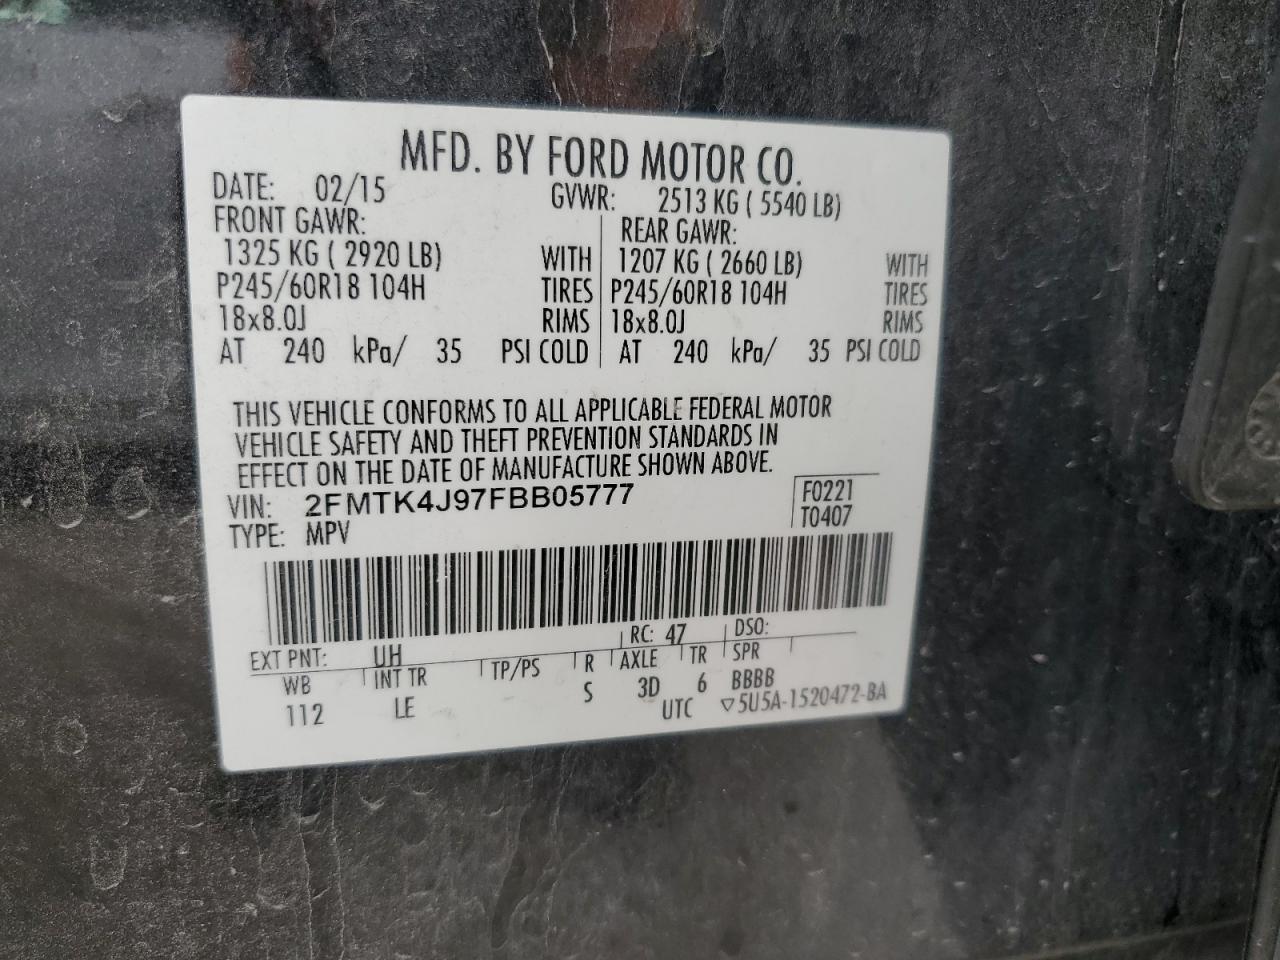 MFD. BY FORD MOTOR CO.
DATE: 02/15 GVWR: 2513 KG ( 5540 LB)
FRONT GAWR: REAR GAWR:
1325 KG ( 2920 LB) WITH 1207 KG ( 2660 LB) WITH
P245/60R18 104H TIRES P245/60R18 104H TIRES
18x8.0J RIMS 18x8.0J RIMS
AT 240 kPa/ 35 PSI COLD AT 240 kPa/ 35 PSI COLD
THIS VEHICLE CONFORMS TO ALL APPLICABLE FEDERAL MOTOR
VEHICLE SAFETY AND THEFT PREVENTION STANDARDS IN
EFFECT ON THE DATE OF MANUFACTURE SHOWN ABOVE.
VIN: 2FMTK4J97FBB05777 F0221
TYPE: MPV T0407
EXT PNT: UH RC: 47 DSO:
WB INT TR TP/PS R AXLE TR SPR
112 LE S 3D 6 BBBB
UTC ▽5U5A-1520472-BA